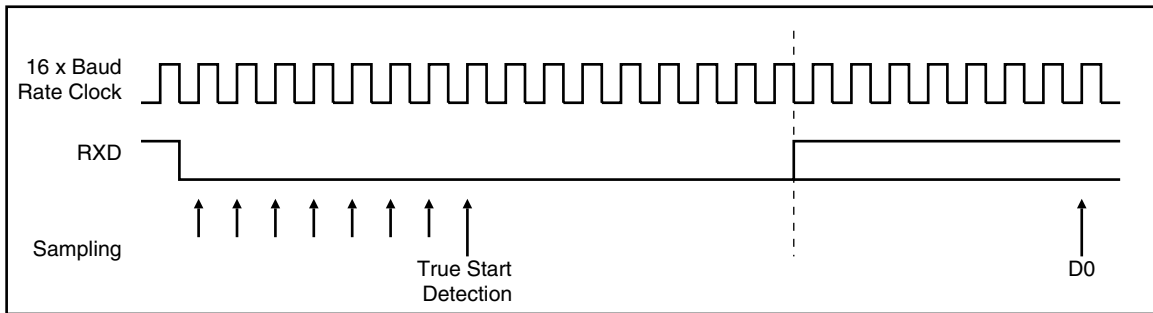 16 x Baud
Rate Clock
RXD
Sampling
True Start
Detection
D0